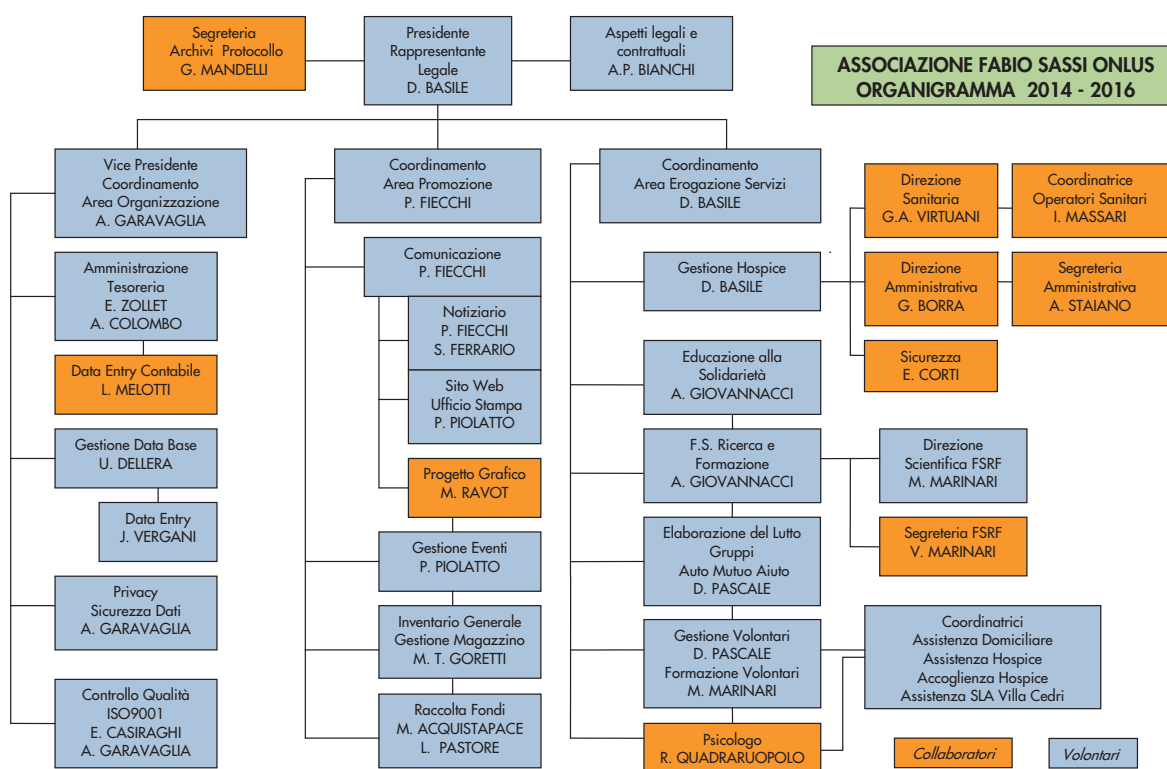 Segreteria
Archivi Protocollo
G. MANDELLI
Presidente
Rappresentante
Legale
D. BASILE
Aspetti legali e
contrattuali
A.P. BIANCHI
ASSOCIAZIONE FABIO SASSI ONLUS
ORGANIGRAMMA 2014 - 2016
Vice Presidente
Coordinamento
Area Organizzazione
A. GARAVAGLIA
Amministrazione
Tesoreria
E. ZOLLET
A. COLOMBO
Data Entry Contabile
L. MELOTTI
Gestione Data Base
U. DELLERA
Data Entry
J. VERGANI
Privacy
Sicurezza Dati
A. GARAVAGLIA
Controllo Qualità
ISO9001
E. CASIRAGHI
A. GARAVAGLIA
Coordinamento
Area Promozione
P. FIECCHI
Comunicazione
P. FIECCHI
Notiziario
P. FIECCHI
S. FERRARIO
Sito Web
Ufficio Stampa
P. PIOLATTO
Progetto Grafico
M. RAVOT
Gestione Eventi
P. PIOLATTO
Inventario Generale
Gestione Magazzino
M. T. GORETTI
Raccolta Fondi
M. ACQUISTAPACE
L. PASTORE
Coordinamento
Area Erogazione Servizi
D. BASILE
Gestione Hospice
D. BASILE
Direzione
Sanitaria
G.A. VIRTUANI
Coordinatrice
Operatori Sanitari
I. MASSARI
Direzione
Amministrativa
G. BORRA
Segreteria
Amministrativa
A. STAIANO
Sicurezza
E. CORTI
Educazione alla
Solidarietà
A. GIOVANNACCI
F.S. Ricerca e
Formazione
A. GIOVANNACCI
Direzione
Scientifica FSRF
M. MARINARI
Segreteria FSRF
V. MARINARI
Elaborazione del Lutto
Gruppi
Auto Mutuo Aiuto
D. PASCALE
Gestione Volontari
D. PASCALE
Formazione Volontari
M. MARINARI
Coordinatrici
Assistenza Domiciliare
Assistenza Hospice
Accoglienza Hospice
Assistenza SLA Villa Cedri
Psicologo
R. QUADRARUOPOLO
Collaboratori
Volontari